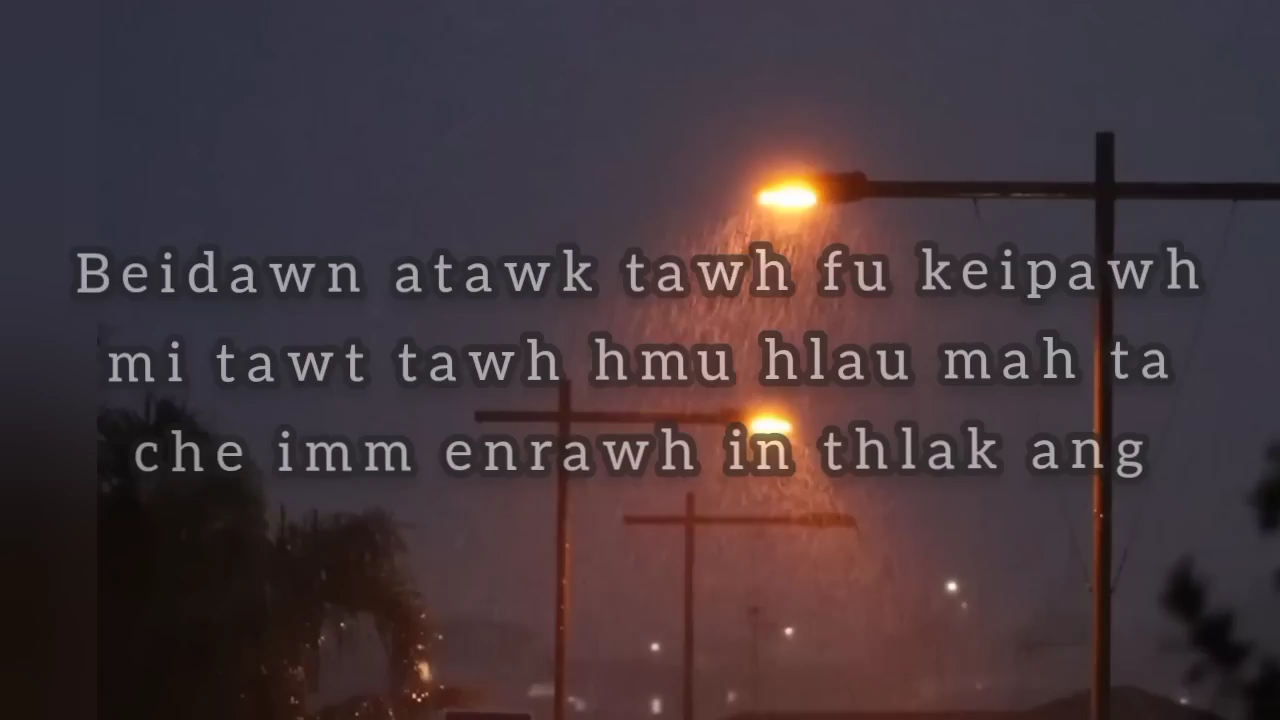 Beidawn atawk tawh fu keipawh
mi tawt tawh hmu hlau mah ta
che imm enrawh in thlak ang